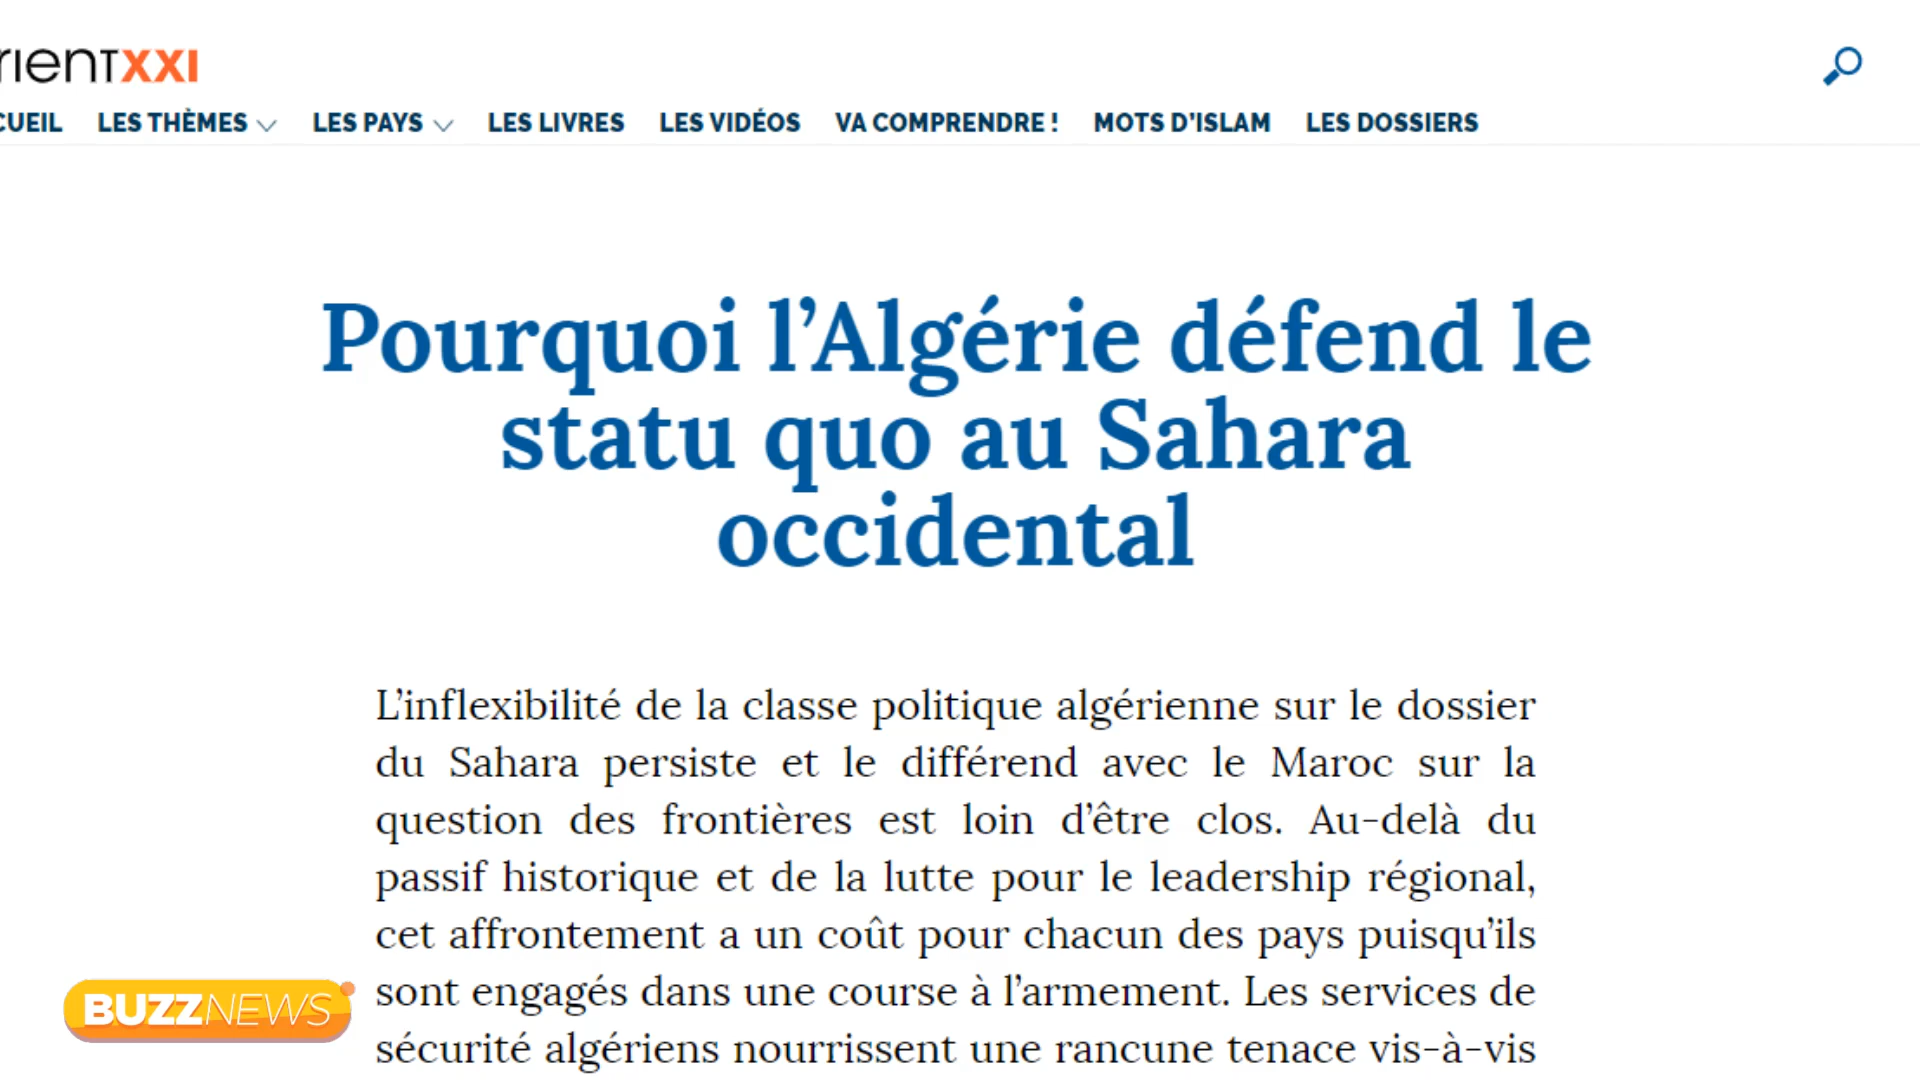 rientXXI
CUEIL LES THÈMES LES PAYS LES LIVRES LES VIDÉOS VA COMPRENDRE ! MOTS D’ISLAM LES DOSSIERS
Pourquoi l’Algérie défend le
statu quo au Sahara
occidental
L’inflexibilité de la classe politique algérienne sur le dossier
du Sahara persiste et le différend avec le Maroc sur la
question des frontières est loin d’être clos. Au-delà du
passif historique et de la lutte pour le leadership régional,
cet affrontement a un coût pour chacun des pays puisqu’ils
sont engagés dans une course à l’armement. Les services de
sécurité algériens nourrissent une rancune tenace vis-à-vis
BUZZNEWS